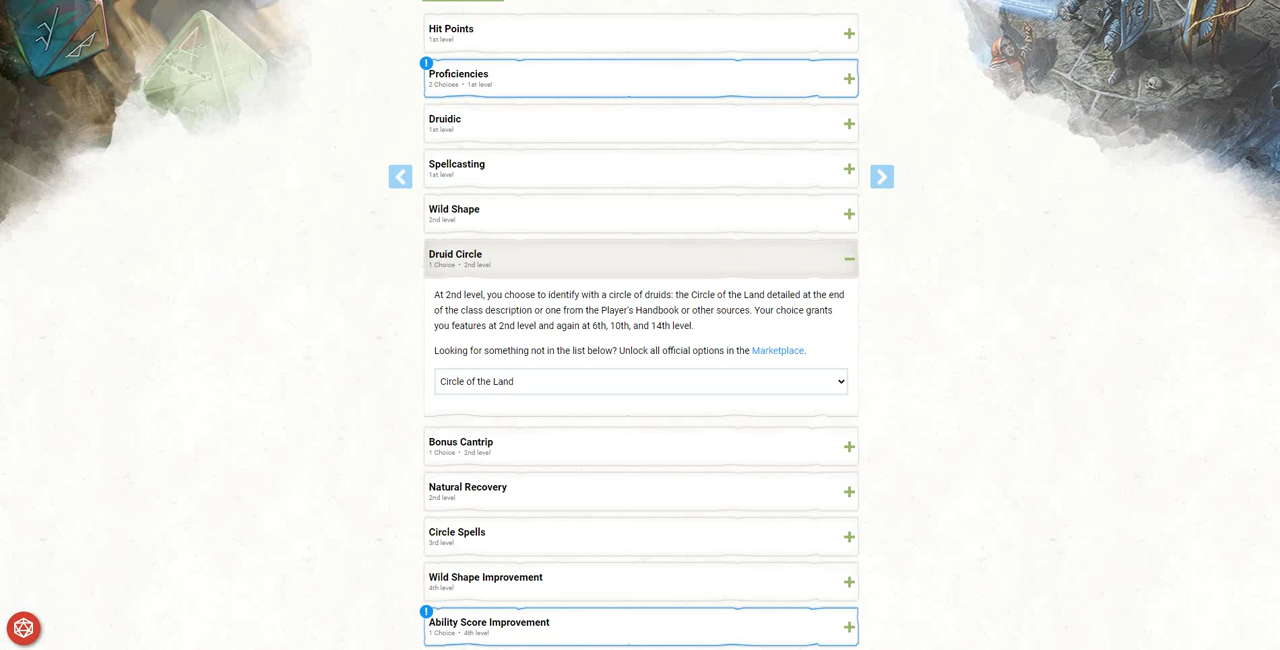 Hit Points
1st level
!
Proficiencies
2 Choices • 1st level
Druidic
1st level
Spellcasting
1st level
Wild Shape
2nd level
Druid Circle
1 Choice • 2nd level
At 2nd level, you choose to identify with a circle of druids: the Circle of the Land detailed at the end
of the class description or one from the Player's Handbook or other sources. Your choice grants
you features at 2nd level and again at 6th, 10th, and 14th level.
Looking for something not in the list below? Unlock all official options in the Marketplace.
Circle of the Land
Bonus Cantrip
1 Choice • 2nd level
Natural Recovery
2nd level
Circle Spells
3rd level
Wild Shape Improvement
4th level
!
Ability Score Improvement
1 Choice • 4th level